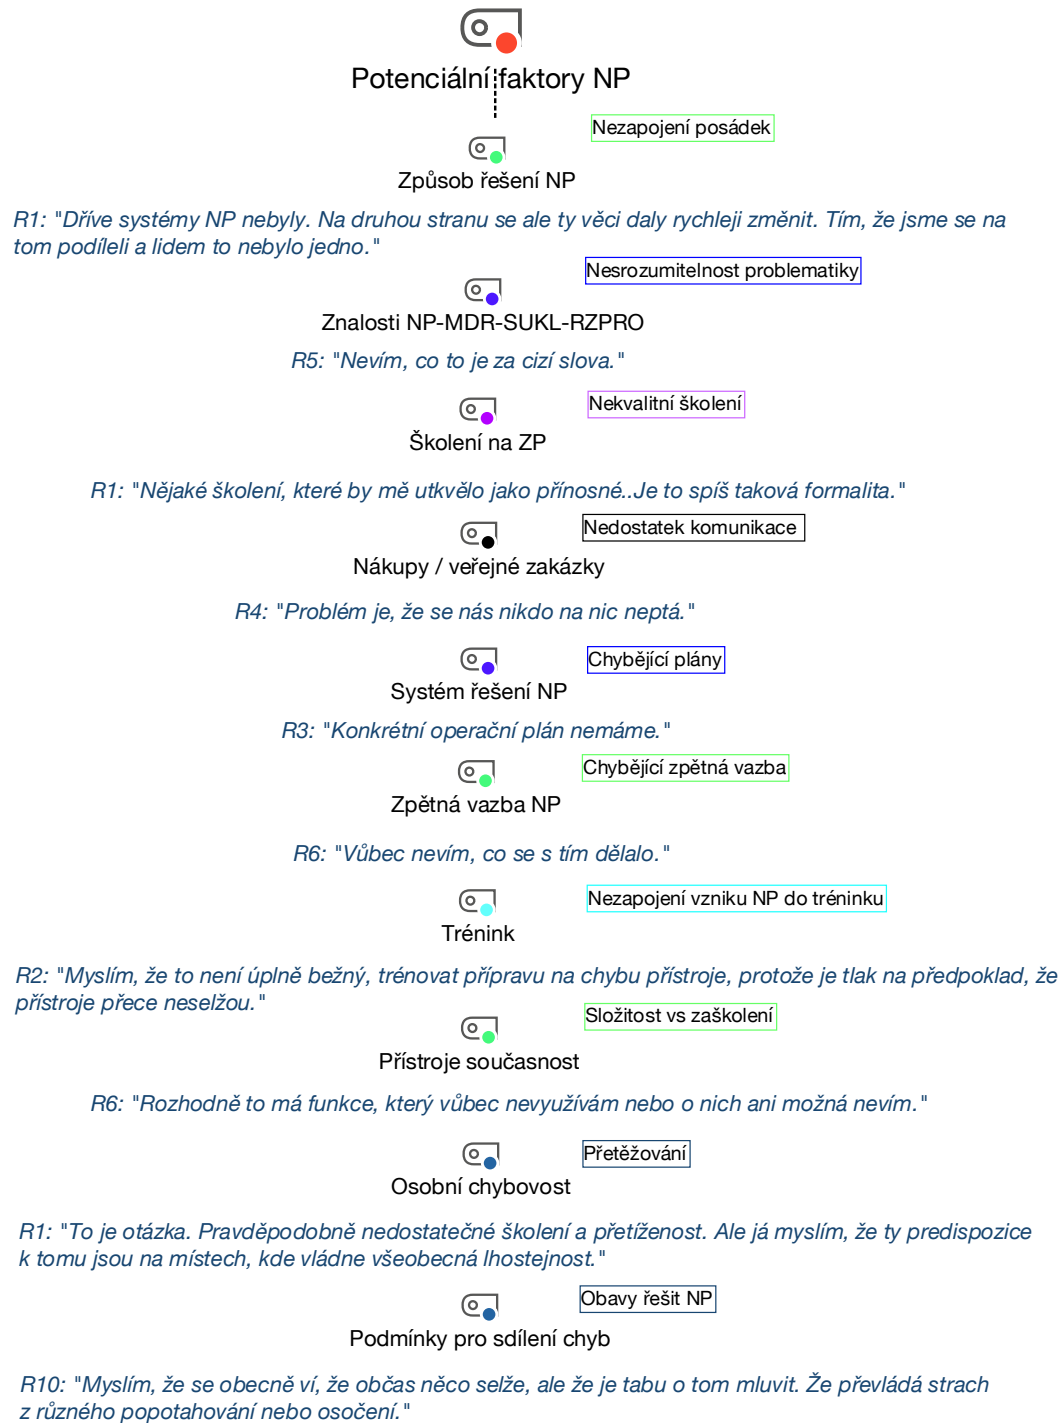 Potenciální faktory NP
Nezapojení posádek
Způsob řešení NP
R1: "Dříve systémy NP nebyly. Na druhou stranu se ale ty věci daly rychleji změnit. Tím, že jsme se na
tom podíleli a lidem to nebylo jedno."
Nesrozumitelnost problematiky
Znalosti NP-MDR-SUKL-RZPRO
R5: "Nevím, co to je za cizí slova."
Nekvalitní školení
Školení na ZP
R1: "Nějaké školení, které by mě utkvělo jako přínosné..Je to spíš taková formalita."
Nedostatek komunikace
Nákupy / veřejné zakázky
R4: "Problém je, že se nás nikdo na nic neptá."
Chybějící plány
Systém řešení NP
R3: "Konkrétní operační plán nemáme."
Chybějící zpětná vazba
Zpětná vazba NP
R6: "Vůbec nevím, co se s tím dělalo."
Nezapojení vzniku NP do tréninku
Trénink
R2: "Myslím, že to není úplně bežný, trénovat přípravu na chybu přístroje, protože je tlak na předpoklad, že
přístroje přece neselžou."
Složitost vs zaškolení
Přístroje současnost
R6: "Rozhodně to má funkce, který vůbec nevyužívám nebo o nich ani možná nevím."
Přetěžování
Osobní chybovost
R1: "To je otázka. Pravděpodobně nedostatečné školení a přetíženost. Ale já myslím, že ty predispozice
k tomu jsou na místech, kde vládne všeobecná lhostejnost."
Obavy řešit NP
Podmínky pro sdílení chyb
R10: "Myslím, že se obecně ví, že občas něco selže, ale že je tabu o tom mluvit. Že převládá strach
z různého popotahování nebo osočení."